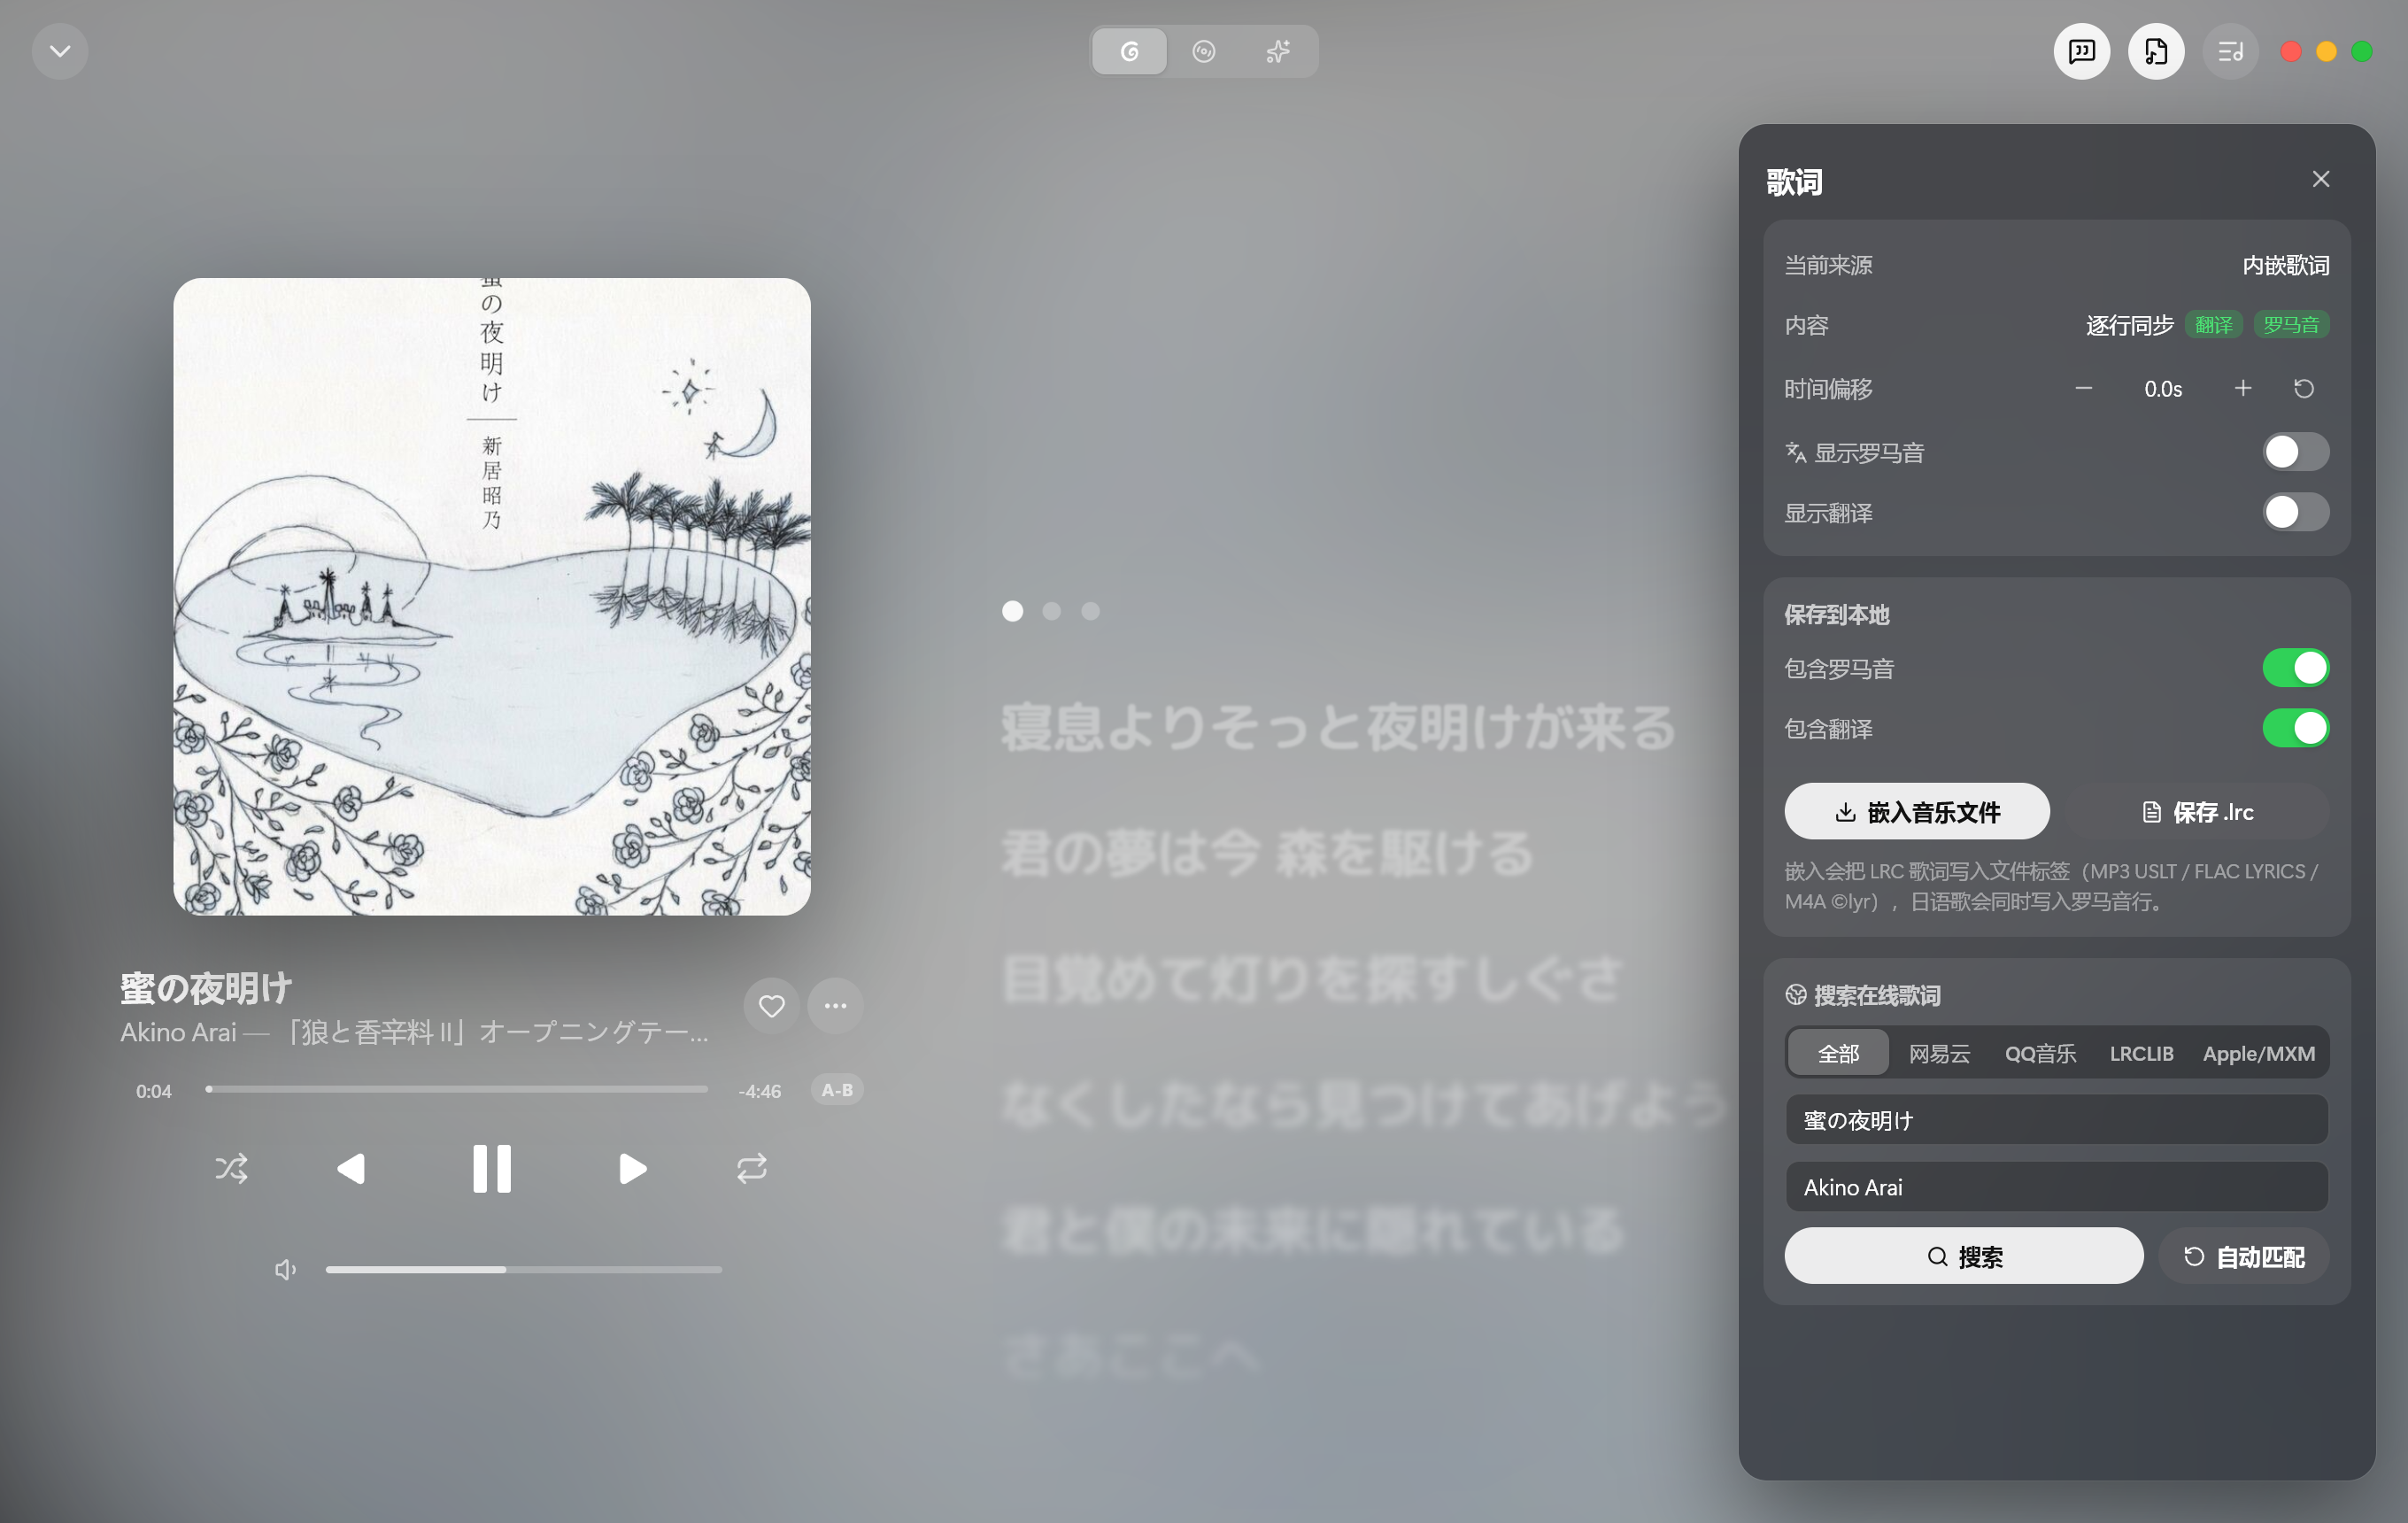 の夜明け
新居昭乃
蜜の夜明け
Akino Arai — 「狼と香辛料 II」オープニングテー...
0:04
-4:46
A-B
寝息よりそっと夜明けが来る
君の夢は今 森を駆ける
目覚めて灯りを探すしぐさ
なくしたなら見つけてあげよう
君と僕の未来に隠れている
さあここへ
歌词
当前来源
内嵌歌词
内容
逐行同步 翻译 罗马音
时间偏移
0.0s
显示罗马音
显示翻译
保存到本地
包含罗马音
包含翻译
嵌入音乐文件
保存 .lrc
嵌入会把 LRC 歌词写入文件标签（MP3 USLT / FLAC LYRICS /
M4A ©lyr），日语歌会同时写入罗马音行。
搜索在线歌词
全部 网易云 QQ音乐 LRCLIB Apple/MXM
蜜の夜明け
Akino Arai
搜索
自动匹配